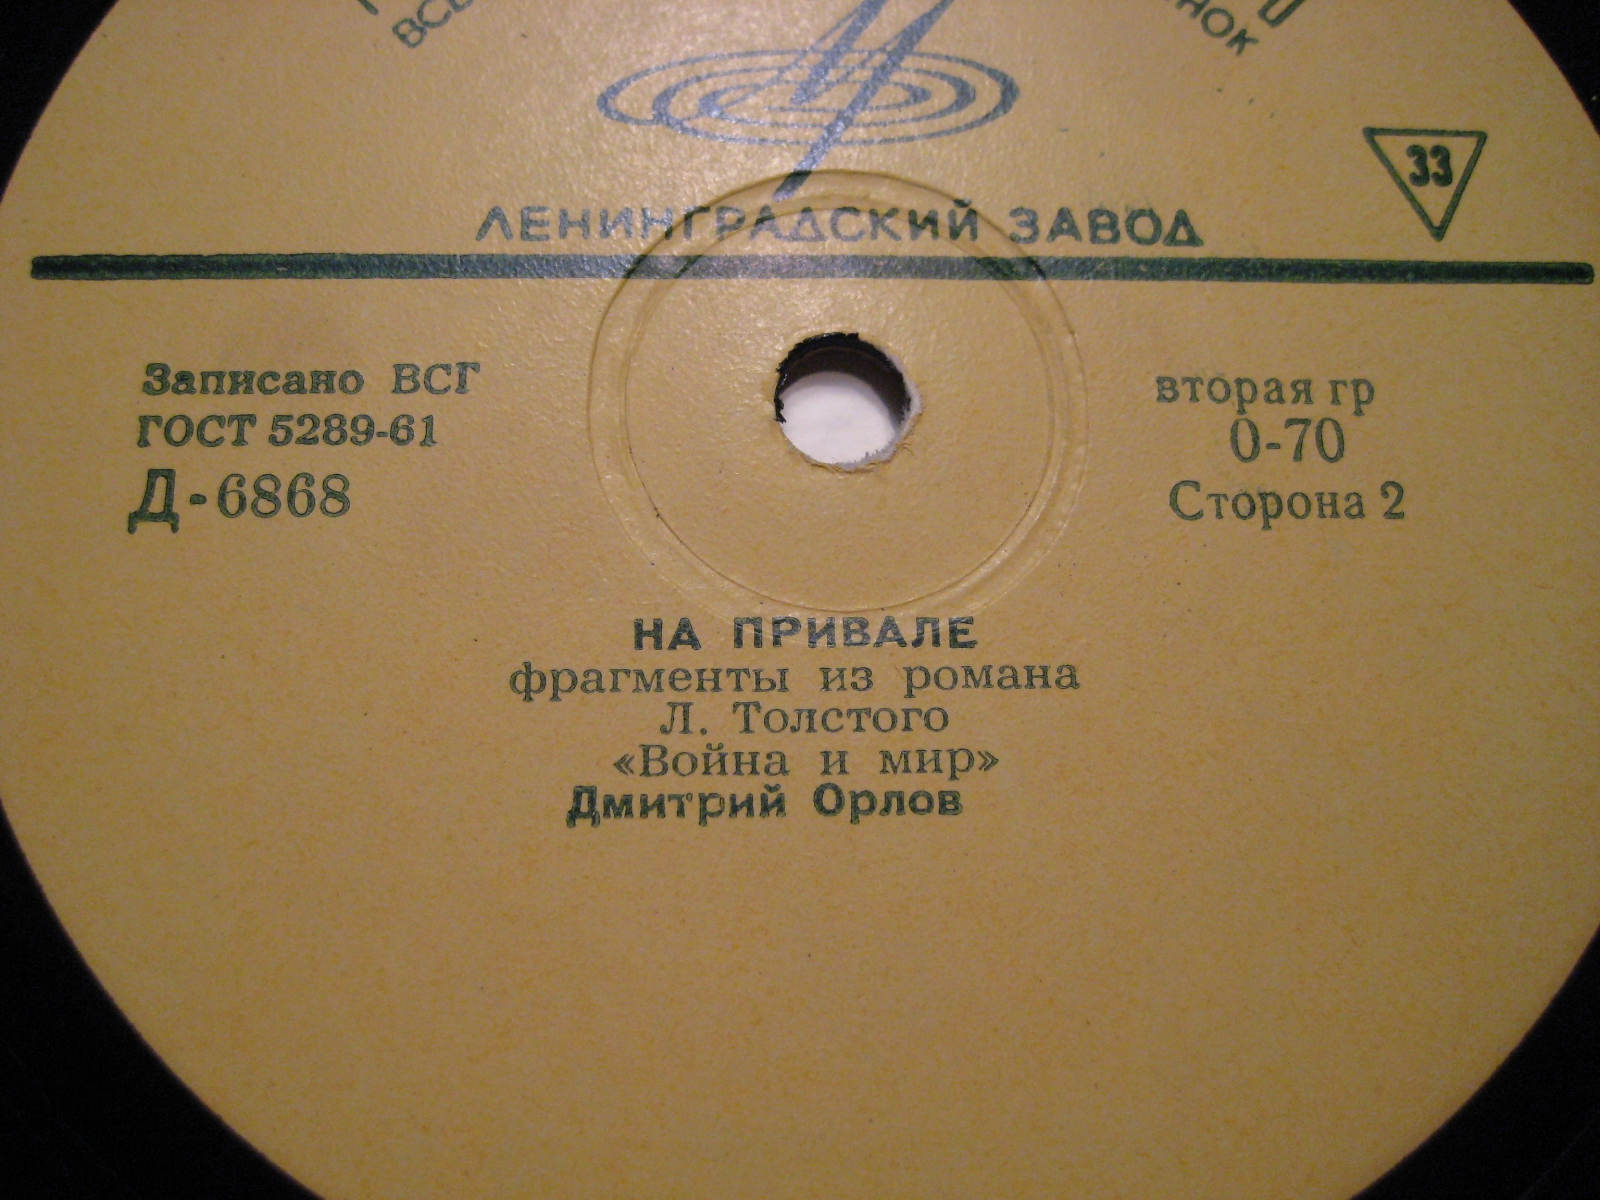 ЛЕНИНГРАДСКИЙ ЗАВОД
33
Записано ВСГ
ГОСТ 5289-61
Д-6868
вторая гр
0-70
Сторона 2
НА ПРИВАЛЕ
фрагменты из романа
Л. Толстого
«Война и мир»
Дмитрий Орлов